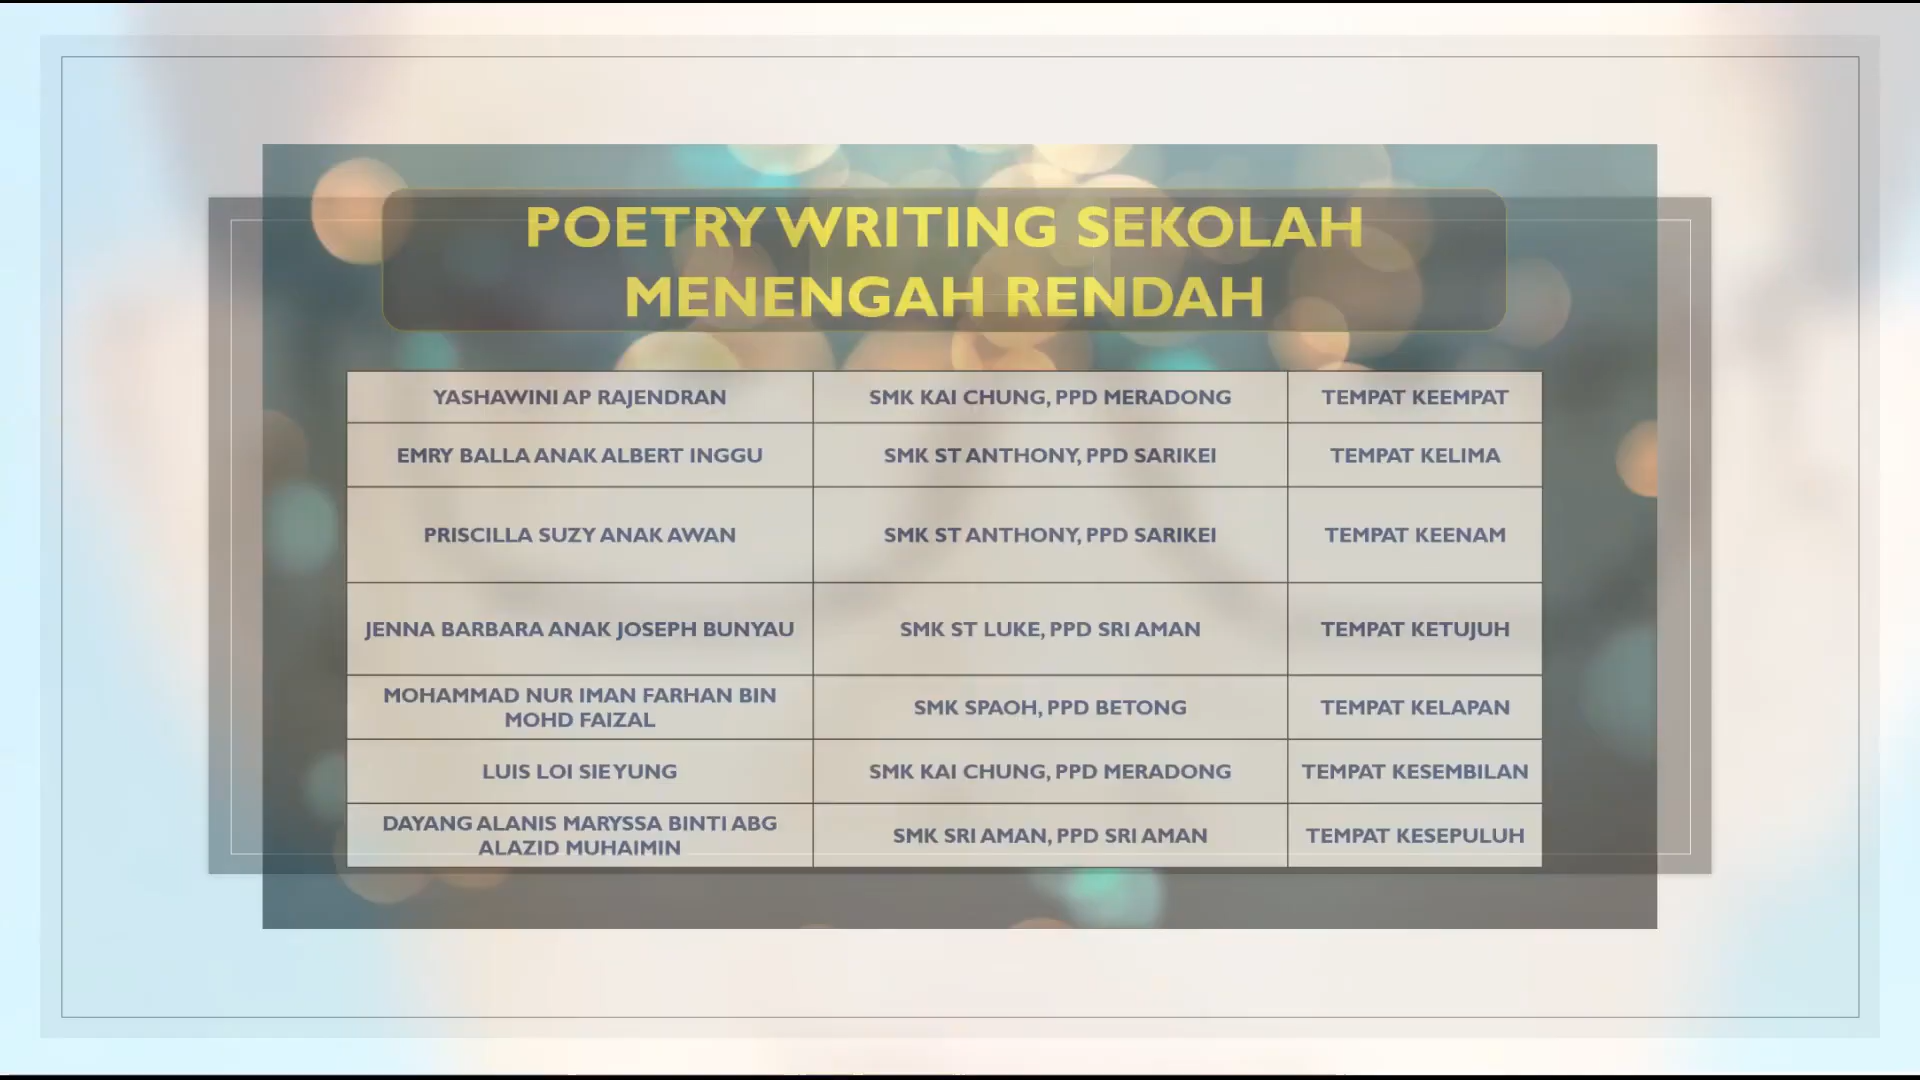 POETRY WRITING SEKOLAH
MENENGAH RENDAH
YASHAWINI AP RAJENDRAN SMK KAI CHUNG, PPD MERADONG TEMPAT KEEMPAT
EMRY BALLA ANAK ALBERT INGGU SMK ST ANTHONY, PPD SARIKEI TEMPAT KELIMA
PRISCILLA SUZY ANAK AWAN SMK ST ANTHONY, PPD SARIKEI TEMPAT KEENAM
JENNA BARBARA ANAK JOSEPH BUNYAU SMK ST LUKE, PPD SRI AMAN TEMPAT KETUJUH
MOHAMMAD NUR IMAN FARHAN BIN
MOHD FAIZAL SMK SPAOH, PPD BETONG TEMPAT KELAPAN
LUIS LOI SIE YUNG SMK KAI CHUNG, PPD MERADONG TEMPAT KESEMBILAN
DAYANG ALANIS MARYSSA BINTI ABG
ALAZID MUHAIMIN SMK SRI AMAN, PPD SRI AMAN TEMPAT KESEPULUH